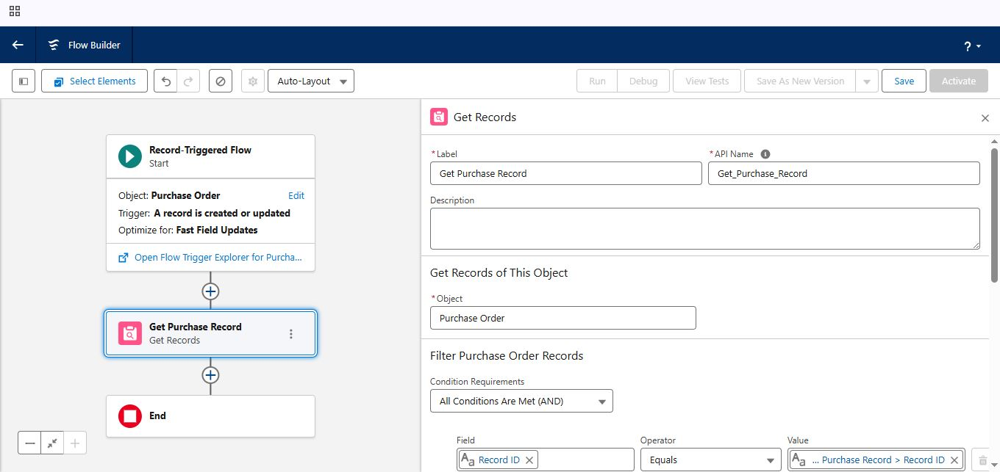 Flow Builder
?
Select Elements
Auto-Layout
Run
Debug
View Tests
Save As New Version
Save
Activate
Record-Triggered Flow
Start
Object: Purchase Order
Edit
Trigger: A record is created or updated
Optimize for: Fast Field Updates
Open Flow Trigger Explorer for Purcha...
Get Purchase Record
Get Records
End
Get Records
*Label
Get Purchase Record
*API Name
Get_Purchase_Record
Description
Get Records of This Object
*Object
Purchase Order
Filter Purchase Order Records
Condition Requirements
All Conditions Are Met (AND)
Field
Operator
Value
Aa Record ID
Equals
Aa ... Purchase Record > Record ID